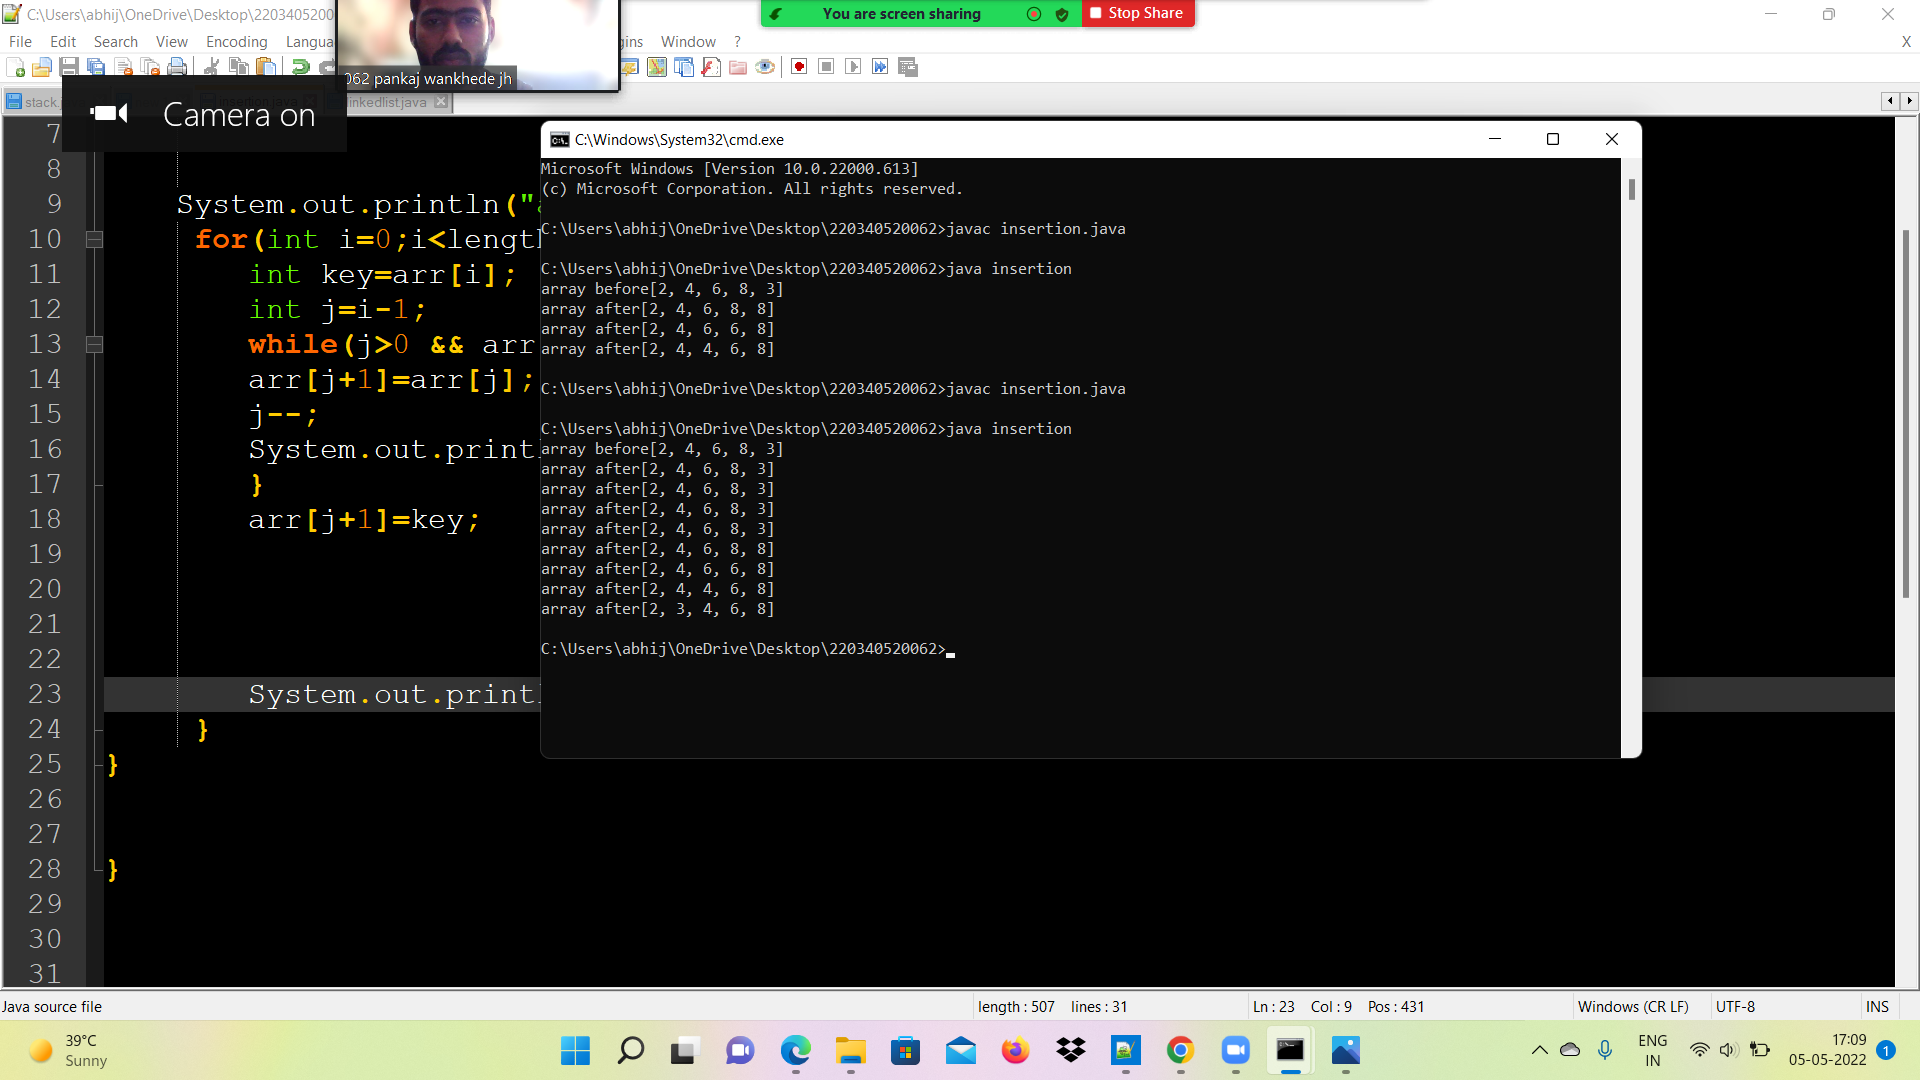 C:\Users\abhij\OneDrive\Desktop\2203405200
You are screen sharing
Stop Share
File Edit Search View Encoding Langua gins Window ? X
062 pankaj wankhede jh
stack.j linkedlist.java
Camera on
7
8
9 System.out.println("a
10 for(int i=0;i<length
11 int key=arr[i];
12 int j=i-1;
13 while(j>0 && arr
14 arr[j+1]=arr[j];
15 j--;
16 System.out.printl
17 }
18 arr[j+1]=key;
19
20
21
22
23 System.out.printl
24 }
25 }
26
27
28 }
29
30
31
C:\Windows\System32\cmd.exe
Microsoft Windows [Version 10.0.22000.613]
(c) Microsoft Corporation. All rights reserved.
C:\Users\abhij\OneDrive\Desktop\220340520062>javac insertion.java
C:\Users\abhij\OneDrive\Desktop\220340520062>java insertion
array before[2, 4, 6, 8, 3]
array after[2, 4, 6, 8, 8]
array after[2, 4, 6, 6, 8]
array after[2, 4, 4, 6, 8]
C:\Users\abhij\OneDrive\Desktop\220340520062>javac insertion.java
C:\Users\abhij\OneDrive\Desktop\220340520062>java insertion
array before[2, 4, 6, 8, 3]
array after[2, 4, 6, 8, 3]
array after[2, 4, 6, 8, 3]
array after[2, 4, 6, 8, 3]
array after[2, 4, 6, 8, 3]
array after[2, 4, 6, 8, 8]
array after[2, 4, 6, 6, 8]
array after[2, 4, 4, 6, 8]
array after[2, 3, 4, 6, 8]
C:\Users\abhij\OneDrive\Desktop\220340520062>
Java source file length : 507 lines : 31 Ln : 23 Col : 9 Pos : 431 Windows (CR LF) UTF-8 INS
39°C
Sunny
ENG
IN
17:09
05-05-2022
1